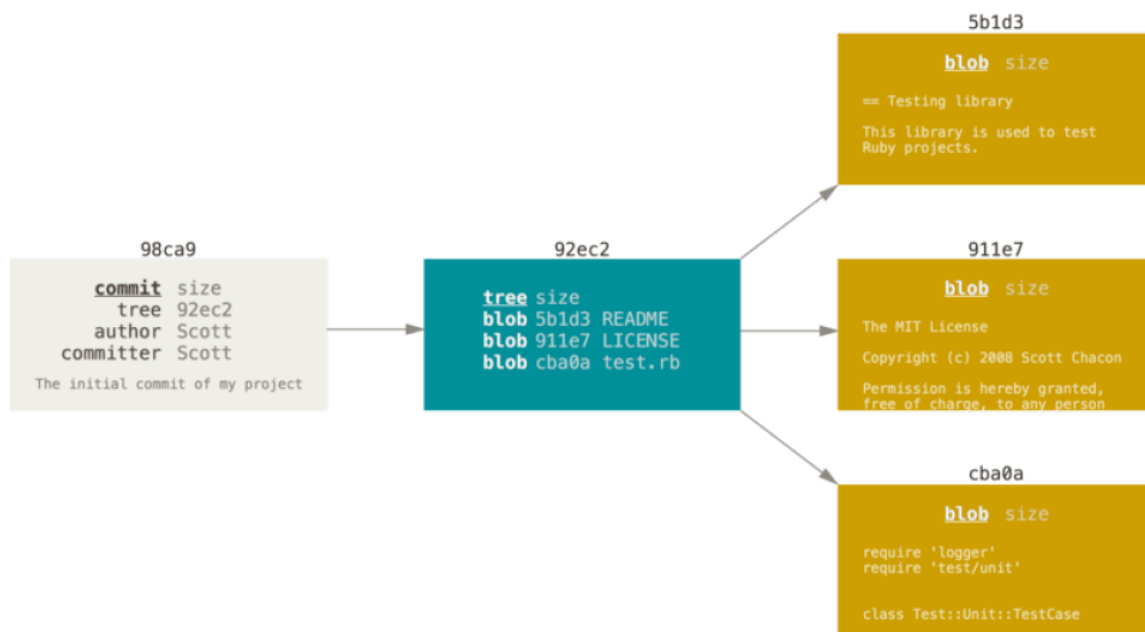 5b1d3
blob size
== Testing library
This library is used to test
Ruby projects.
98ca9
commit size
tree 92ec2
author Scott
committer Scott
The initial commit of my project
92ec2
tree size
blob 5b1d3 README
blob 911e7 LICENSE
blob cba0a test.rb
911e7
blob size
The MIT License
Copyright (c) 2008 Scott Chacon
Permission is hereby granted,
free of charge, to any person
cba0a
blob size
require 'logger'
require 'test/unit'
class Test::Unit::TestCase